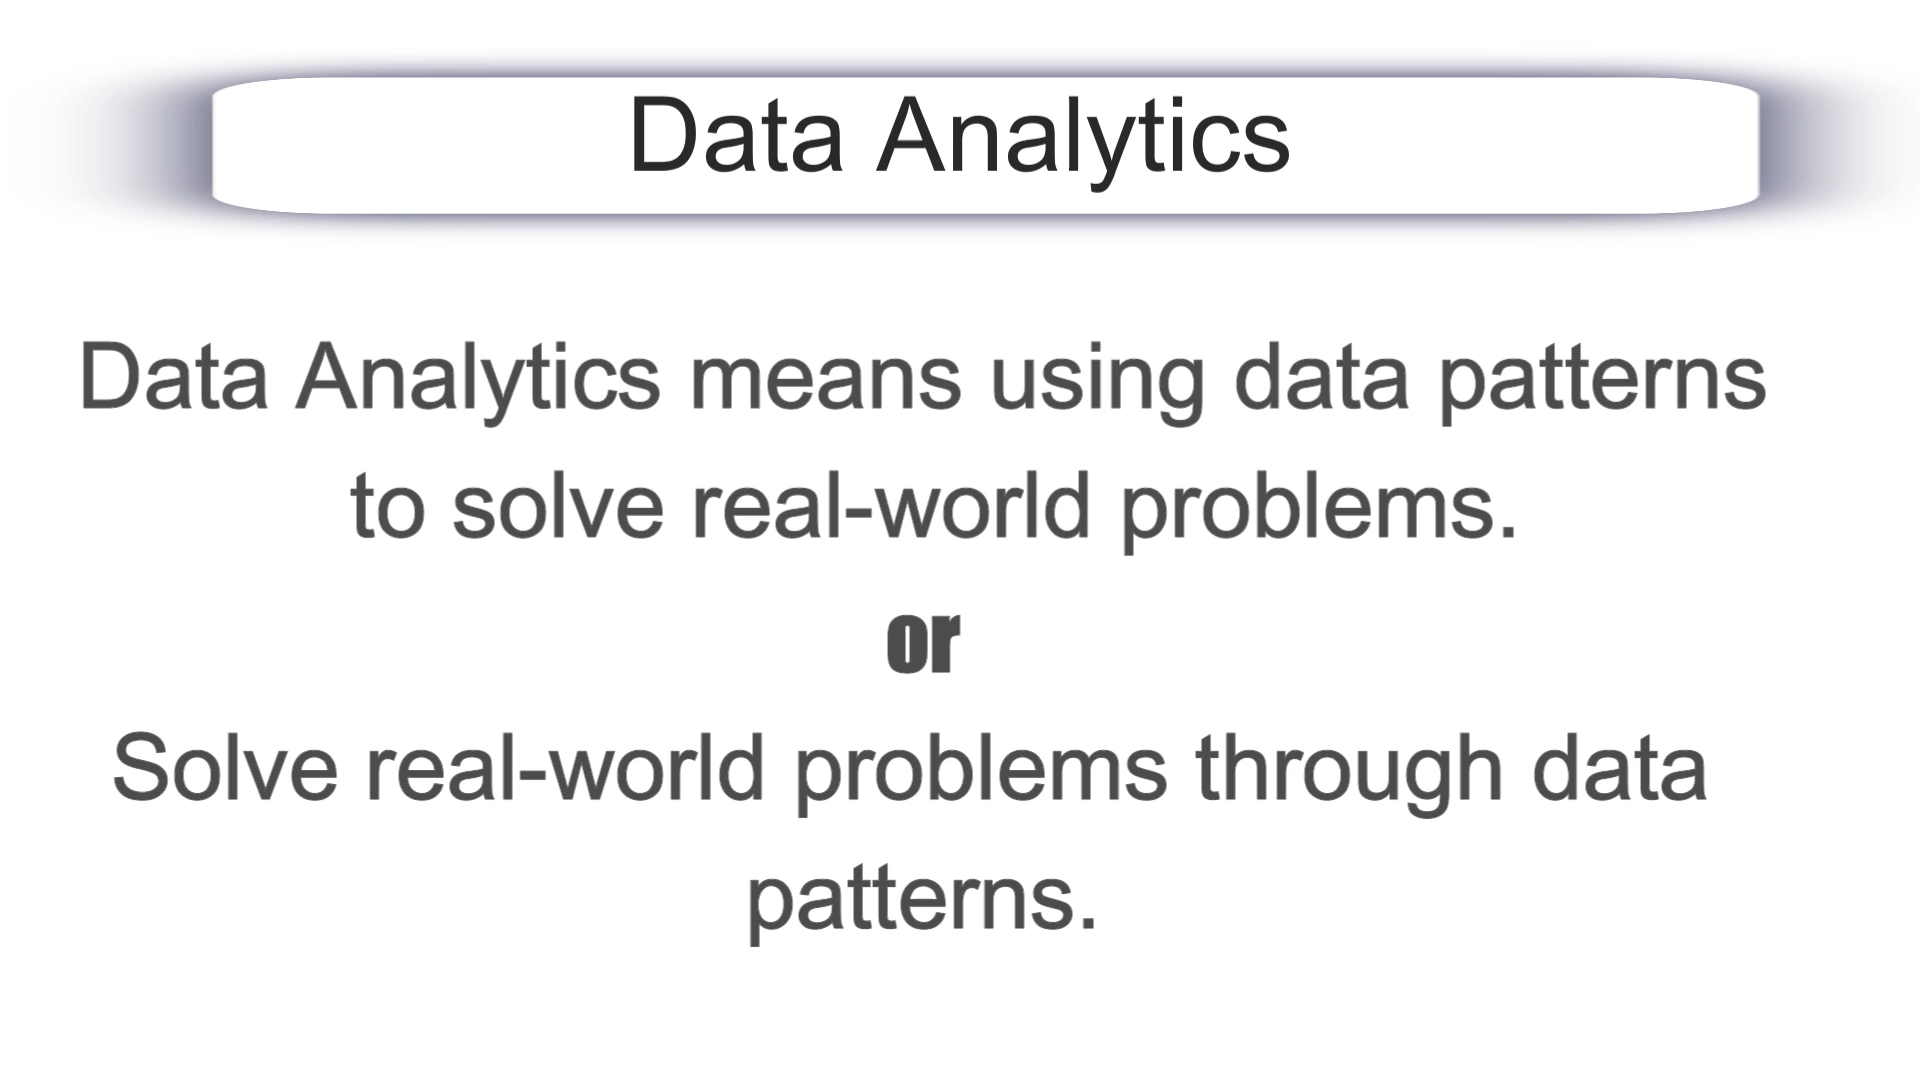 Data Analytics
Data Analytics means using data patterns
to solve real-world problems.
or
Solve real-world problems through data
patterns.